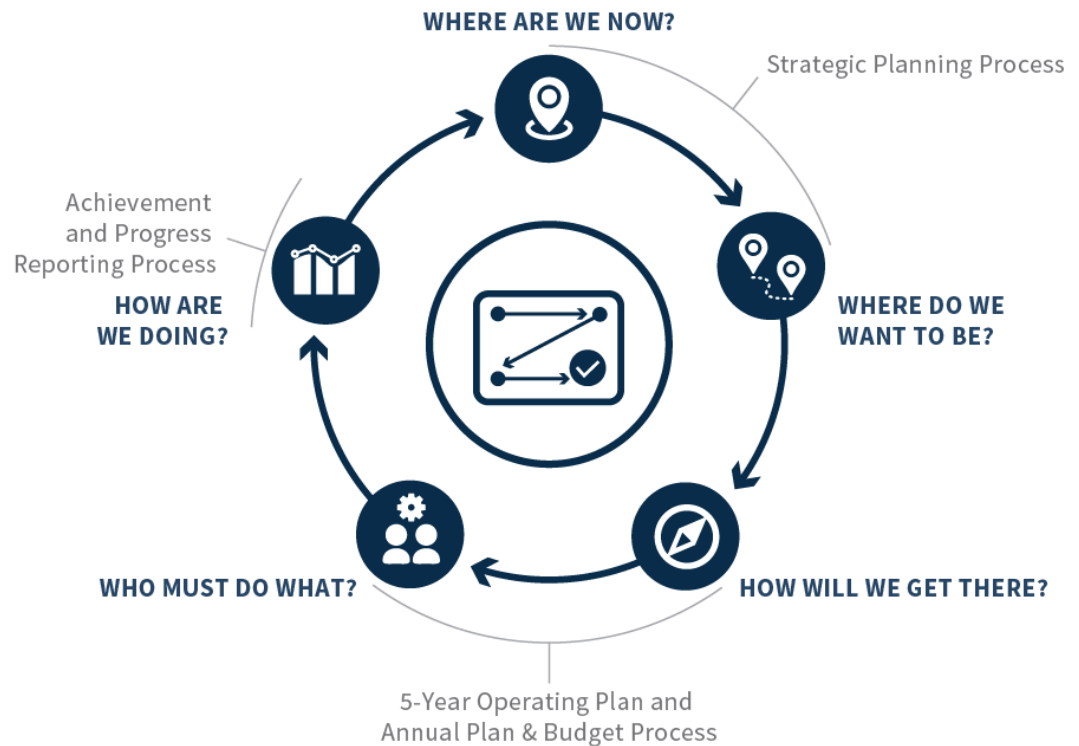 WHERE ARE WE NOW?
Strategic Planning Process
WHERE DO WE
WANT TO BE?
HOW WILL WE GET THERE?
5-Year Operating Plan and
Annual Plan & Budget Process
WHO MUST DO WHAT?
Achievement
and Progress
Reporting Process
HOW ARE
WE DOING?